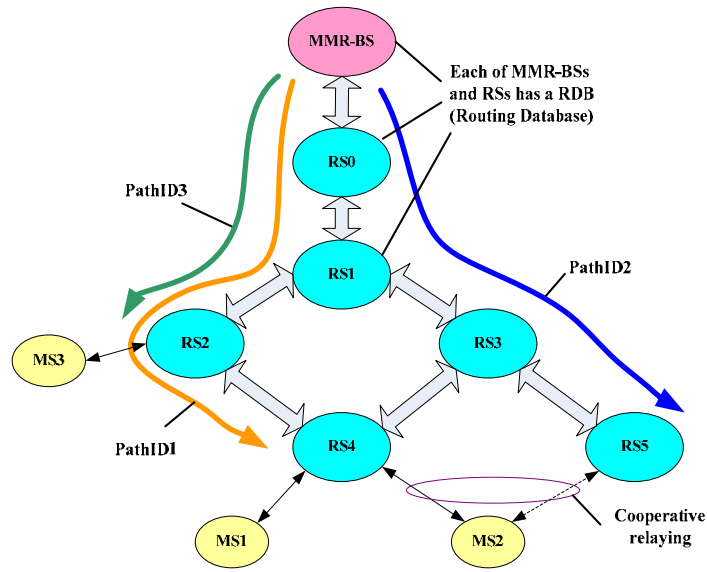 MMR-BS
Each of MMR-BSs
and RSs has a RDB
(Routing Database)
RS0
PathID3
RS1
PathID2
MS3
RS2
RS3
PathID1
RS4
RS5
MS1
MS2
Cooperative
relaying